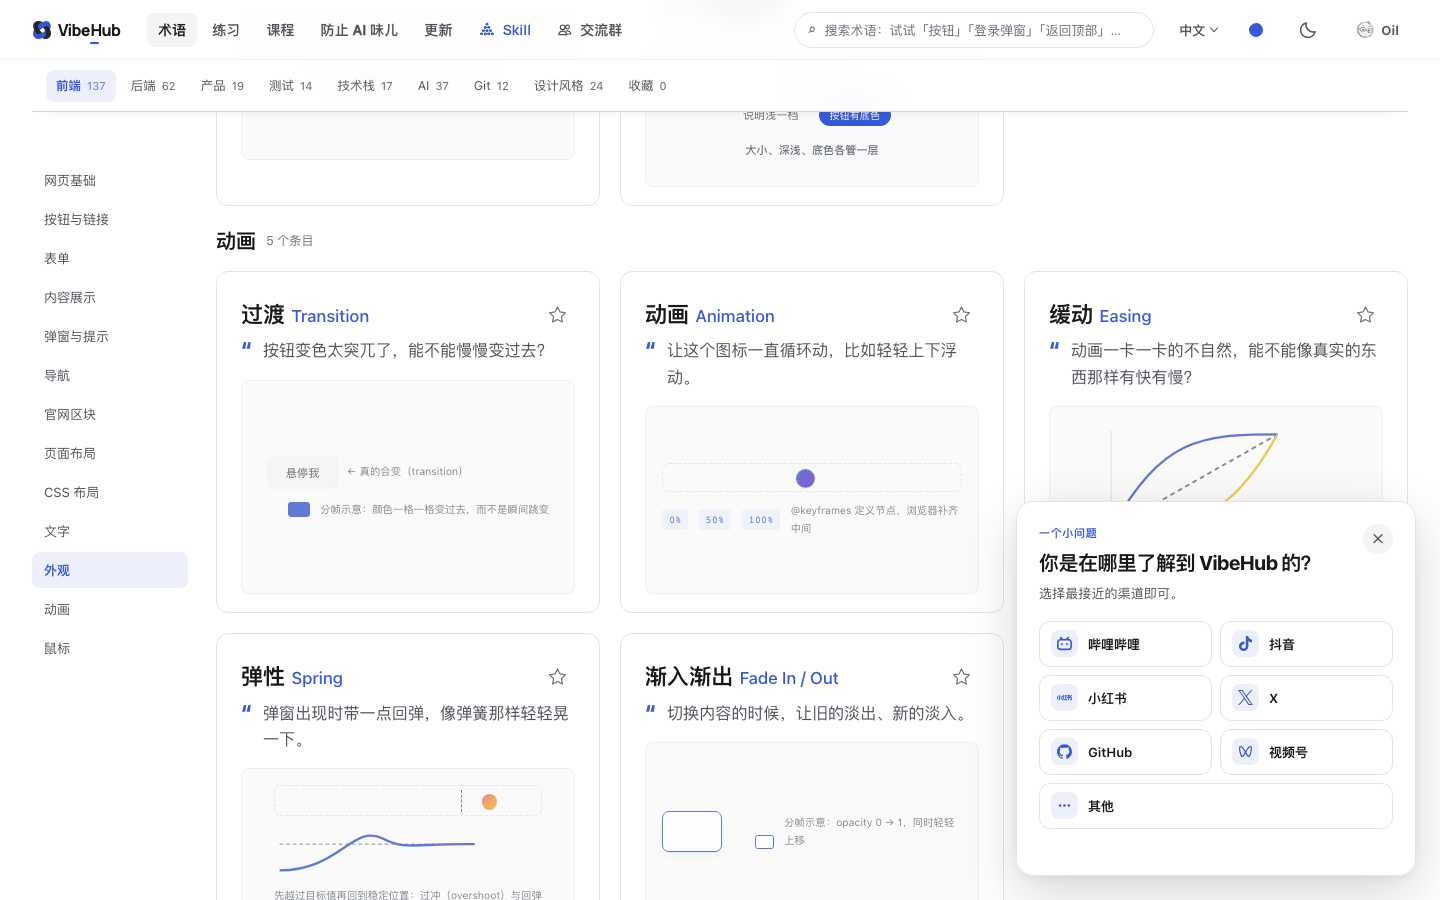 VibeHub
术语
练习
课程
防止 AI 味儿
更新
Skill
交流群
搜索术语：试试「按钮」「登录弹窗」「返回顶部」...
中文
Oil
前端 137
后端 62
产品 19
测试 14
技术栈 17
AI 37
Git 12
设计风格 24
收藏 0
网页基础
按钮与链接
表单
内容展示
弹窗与提示
导航
官网区块
页面布局
CSS 布局
文字
外观
动画
鼠标
说明浅一档
按钮有底色
大小、深浅、底色各管一层
动画 5 个条目
过渡 Transition
“ 按钮变色太突兀了，能不能慢慢变过去？
悬停我
← 真的会变（transition）
分帧示意：颜色一格一格变过去，而不是瞬间跳变
动画 Animation
“ 让这个图标一直循环动，比如轻轻上下浮
动。
0%
50%
100%
@keyframes 定义节点，浏览器补齐
中间
缓动 Easing
“ 动画一卡一卡的不自然，能不能像真实的东
西那样有快有慢？
弹性 Spring
“ 弹窗出现时带一点回弹，像弹簧那样轻轻晃
一下。
先越过目标值再回到稳定位置：过冲（overshoot）与回弹
渐入渐出 Fade In / Out
“ 切换内容的时候，让旧的淡出、新的淡入。
分帧示意：opacity 0 → 1，同时轻轻
上移
一个小问题
你是在哪里了解到 VibeHub 的？
选择最接近的渠道即可。
哔哩哔哩
抖音
小红书
小红书
X
GitHub
视频号
其他